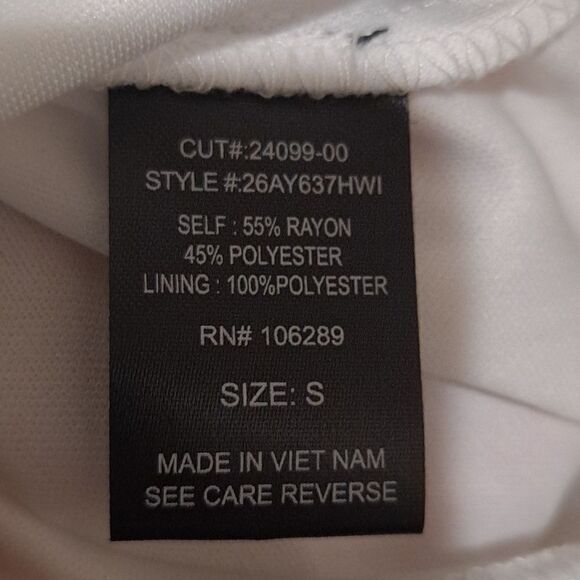 CUT#:24099-00
STYLE #:26AY637HWI
SELF : 55% RAYON
45% POLYESTER
LINING : 100%POLYESTER
RN# 106289
SIZE: S
MADE IN VIET NAM
SEE CARE REVERSE